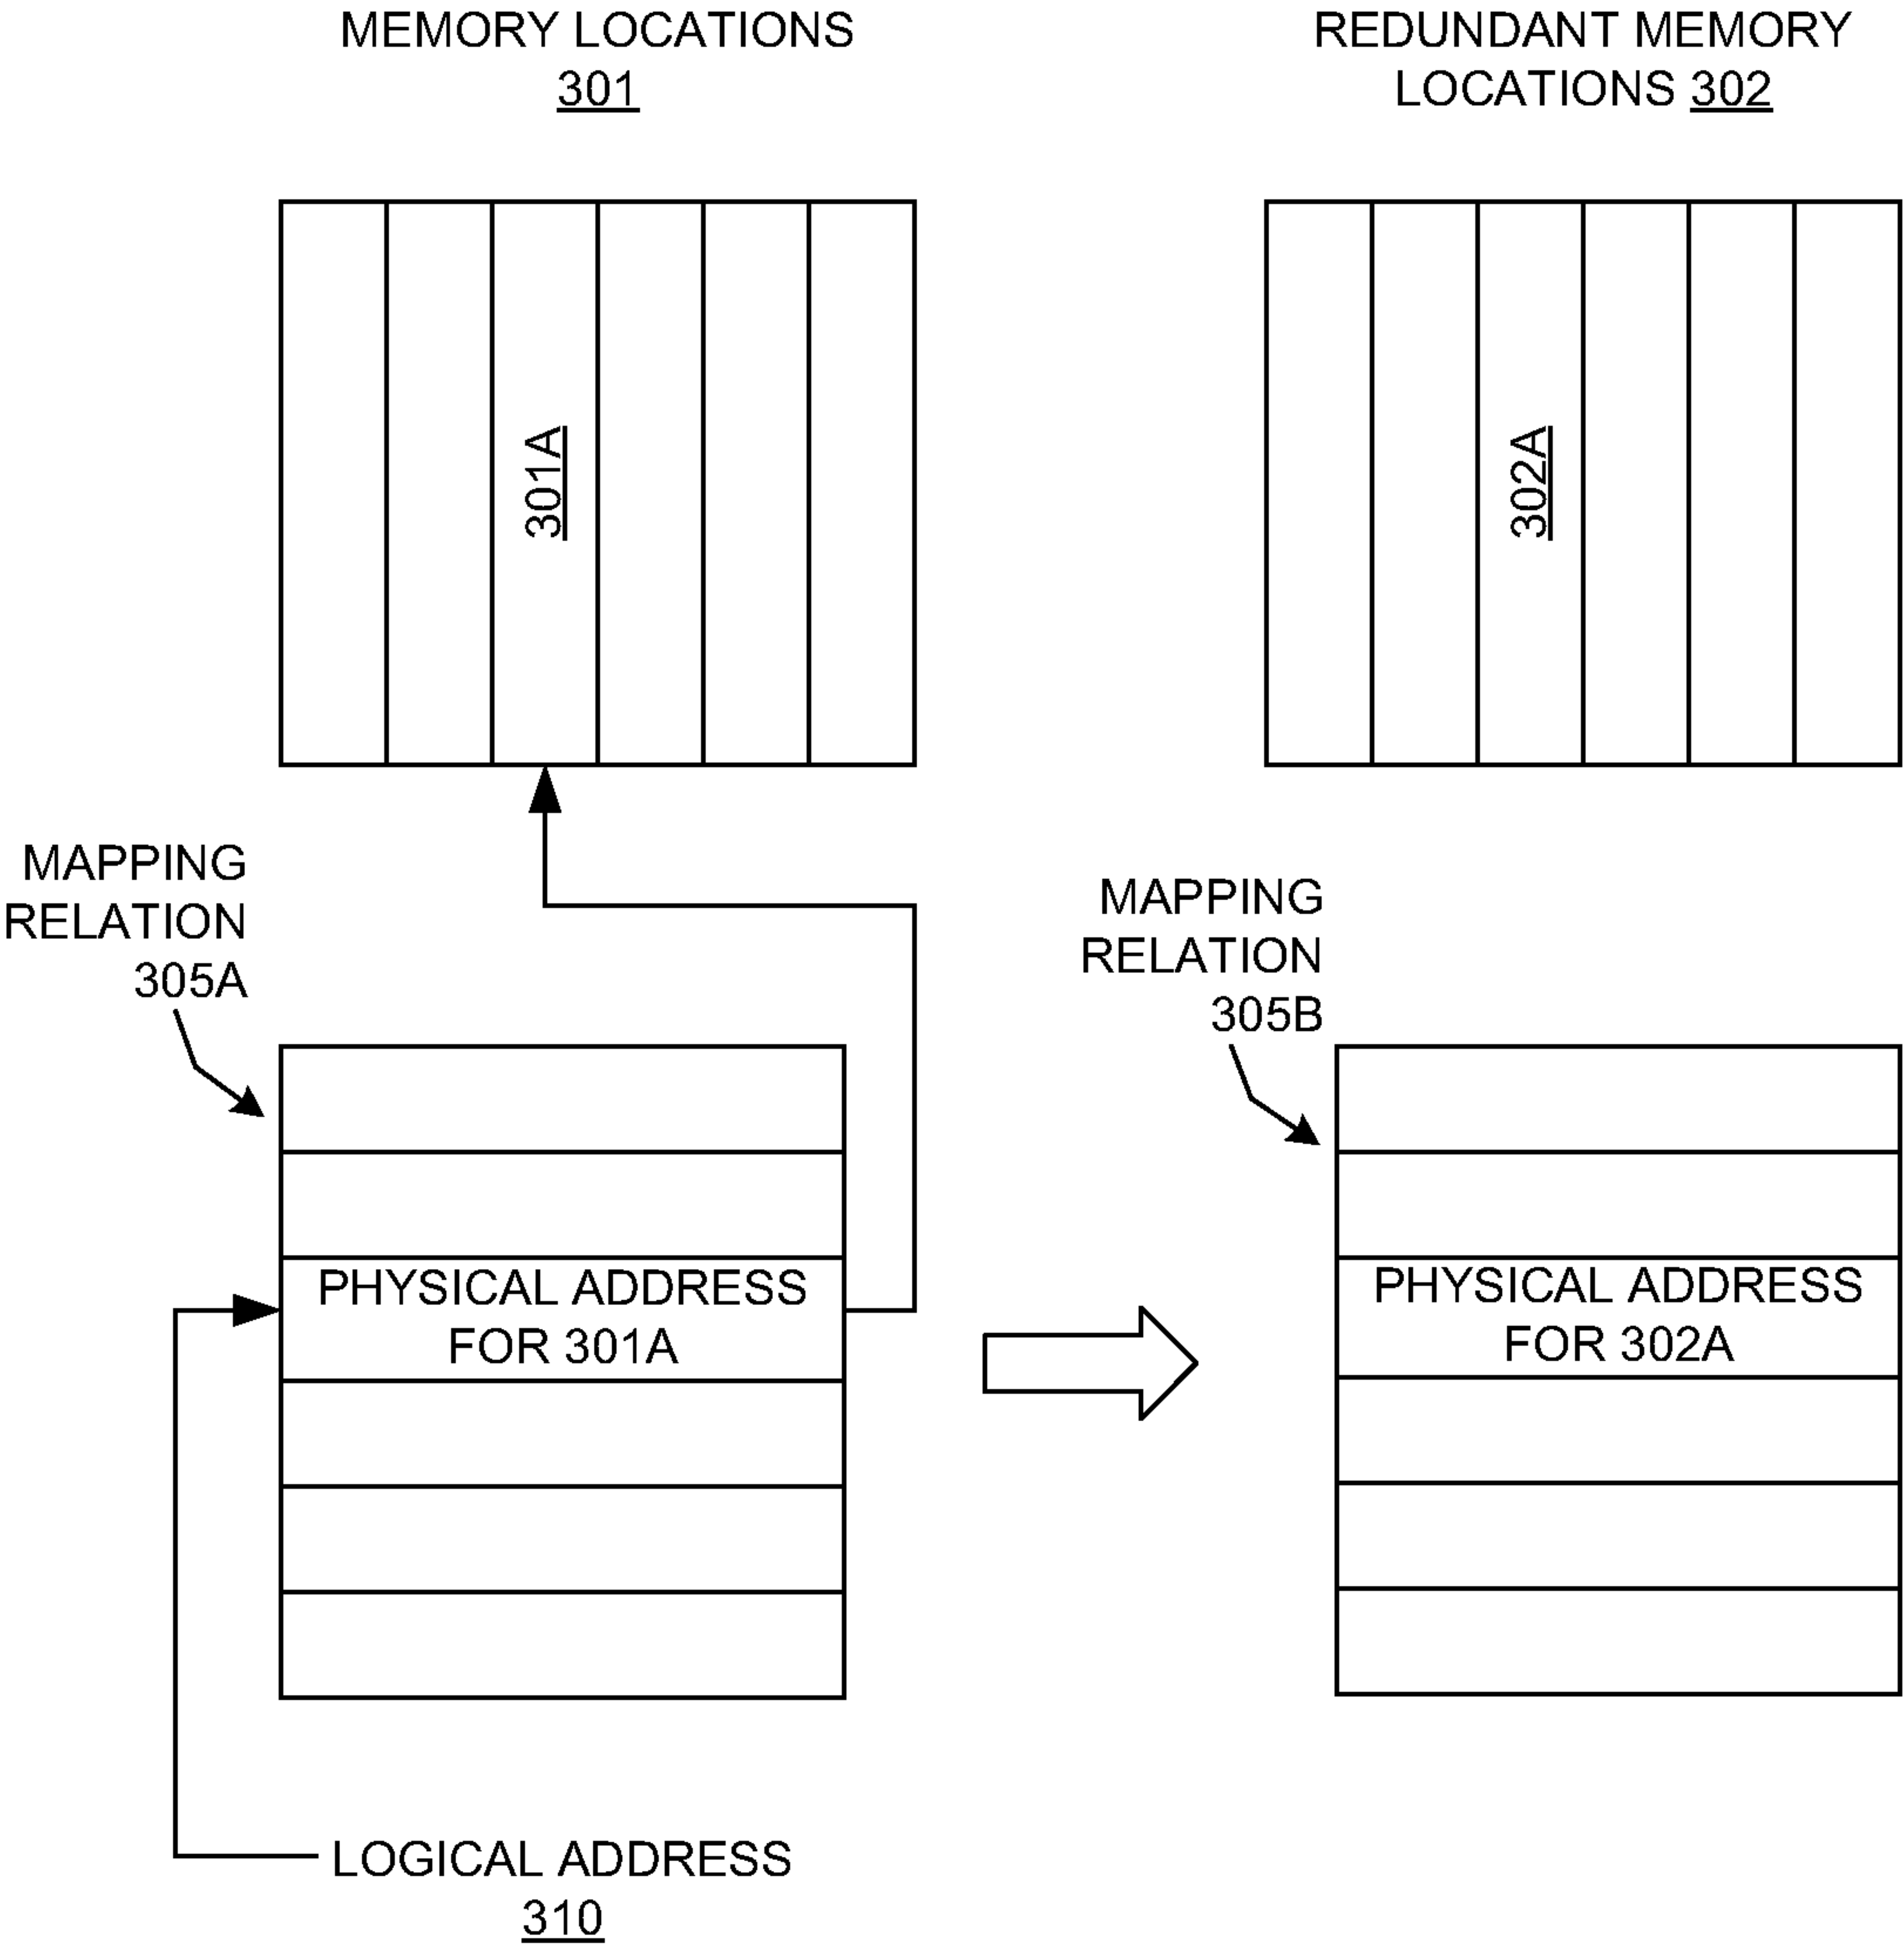 MEMORY LOCATIONS
301
REDUNDANT MEMORY
LOCATIONS 302
301A
302A
MAPPING
RELATION
305A
MAPPING
RELATION
305B
PHYSICAL ADDRESS
FOR 301A
PHYSICAL ADDRESS
FOR 302A
LOGICAL ADDRESS
310